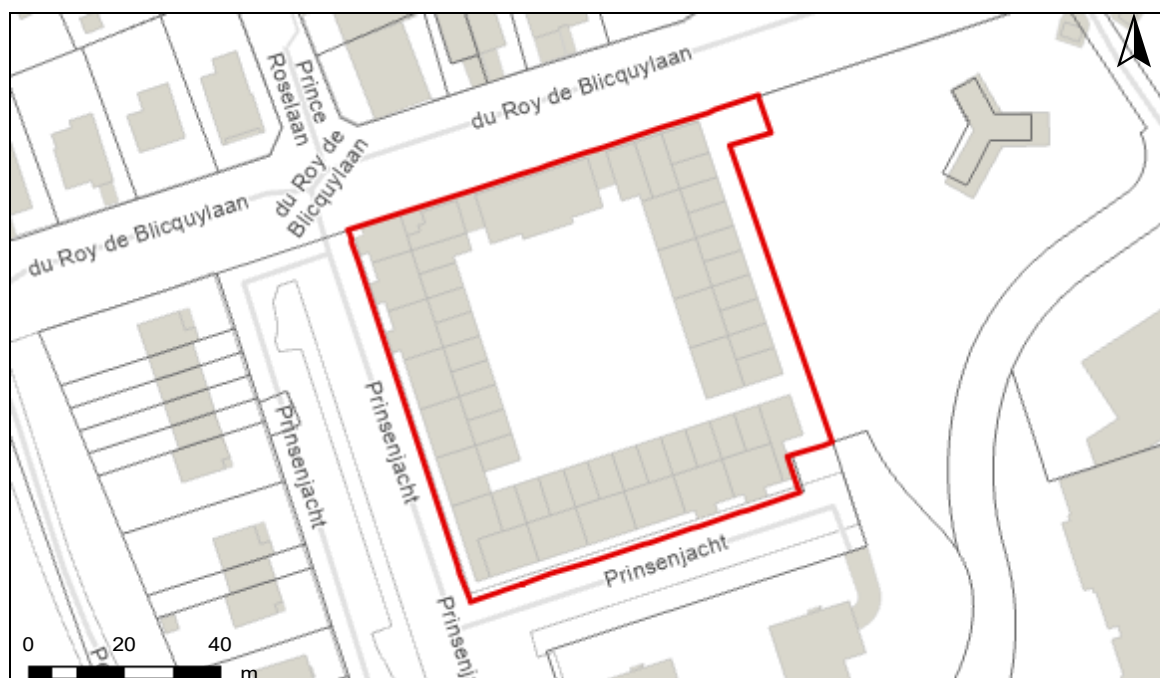 du Roy de Blicquylaan
Prince
Roselaan
du Roy de
Blicquylaan
du Roy de Blicquylaan
Prinsenjacht
Prinsenjacht
Prinsenjacht
0 20 40
m